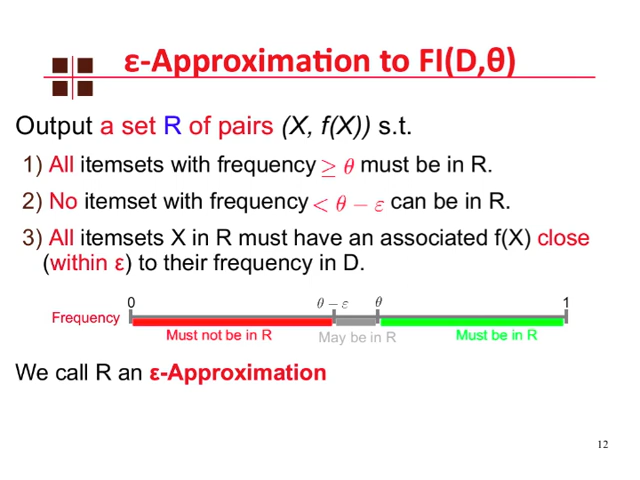 ε-Approximation to FI(D,θ)
Output a set R of pairs (X, f(X)) s.t.
1) All itemsets with frequency ≥ θ must be in R.
2) No itemset with frequency < θ − ε can be in R.
3) All itemsets X in R must have an associated f(X) close
(within ε) to their frequency in D.
0 θ − ε θ 1
Frequency
Must not be in R May be in R Must be in R
We call R an ε-Approximation
12